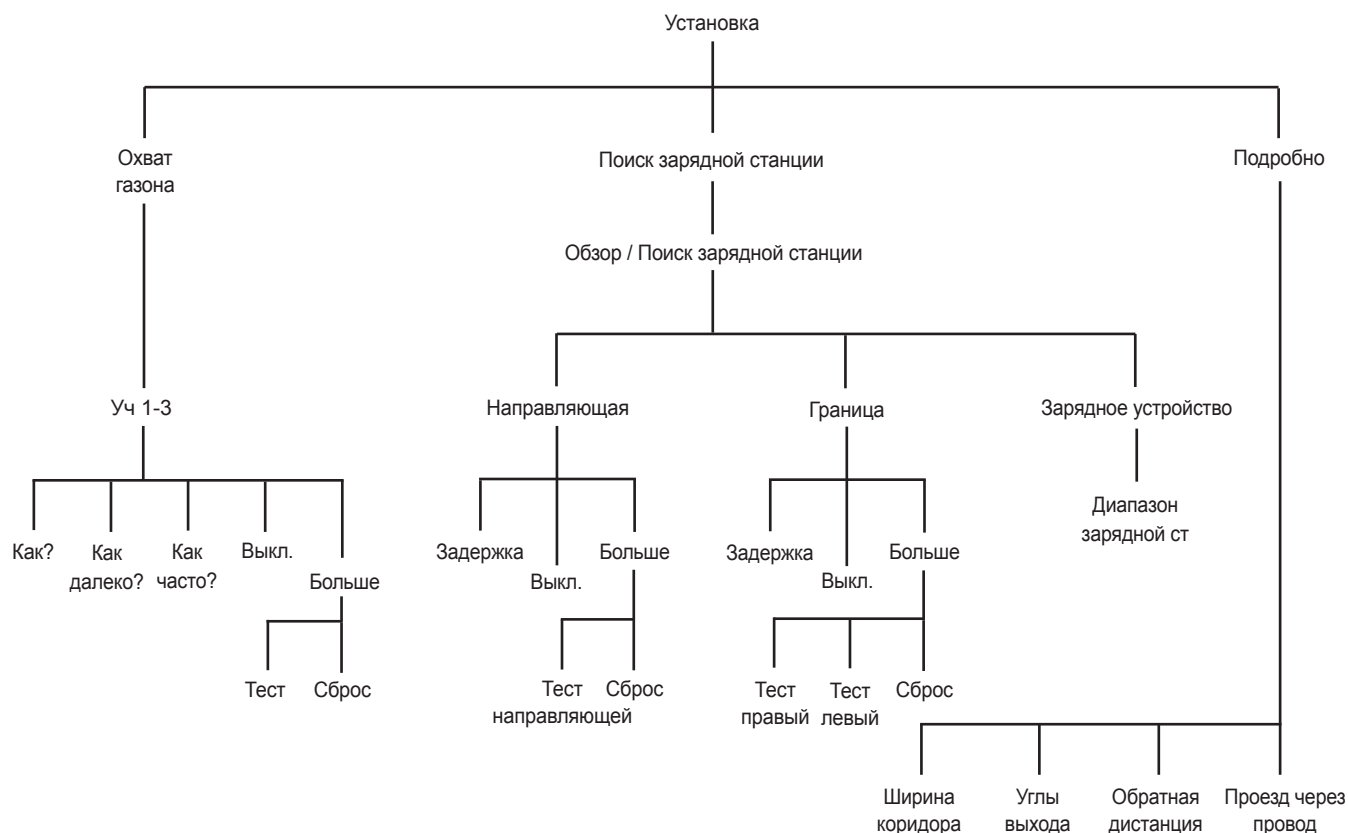 Установка
Охват
газона
Поиск зарядной станции
Подробно
Обзор / Поиск зарядной станции
Уч 1-3
Направляющая
Граница
Зарядное устройство
Как?
Как
далеко?
Как
часто?
Выкл.
Больше
Задержка
Выкл.
Больше
Задержка
Выкл.
Больше
Диапазон
зарядной ст
Тест
Сброс
Тест
направляющей
Сброс
Тест
правый
Тест
левый
Сброс
Ширина
коридора
Углы
выхода
Обратная
дистанция
Проезд через
провод